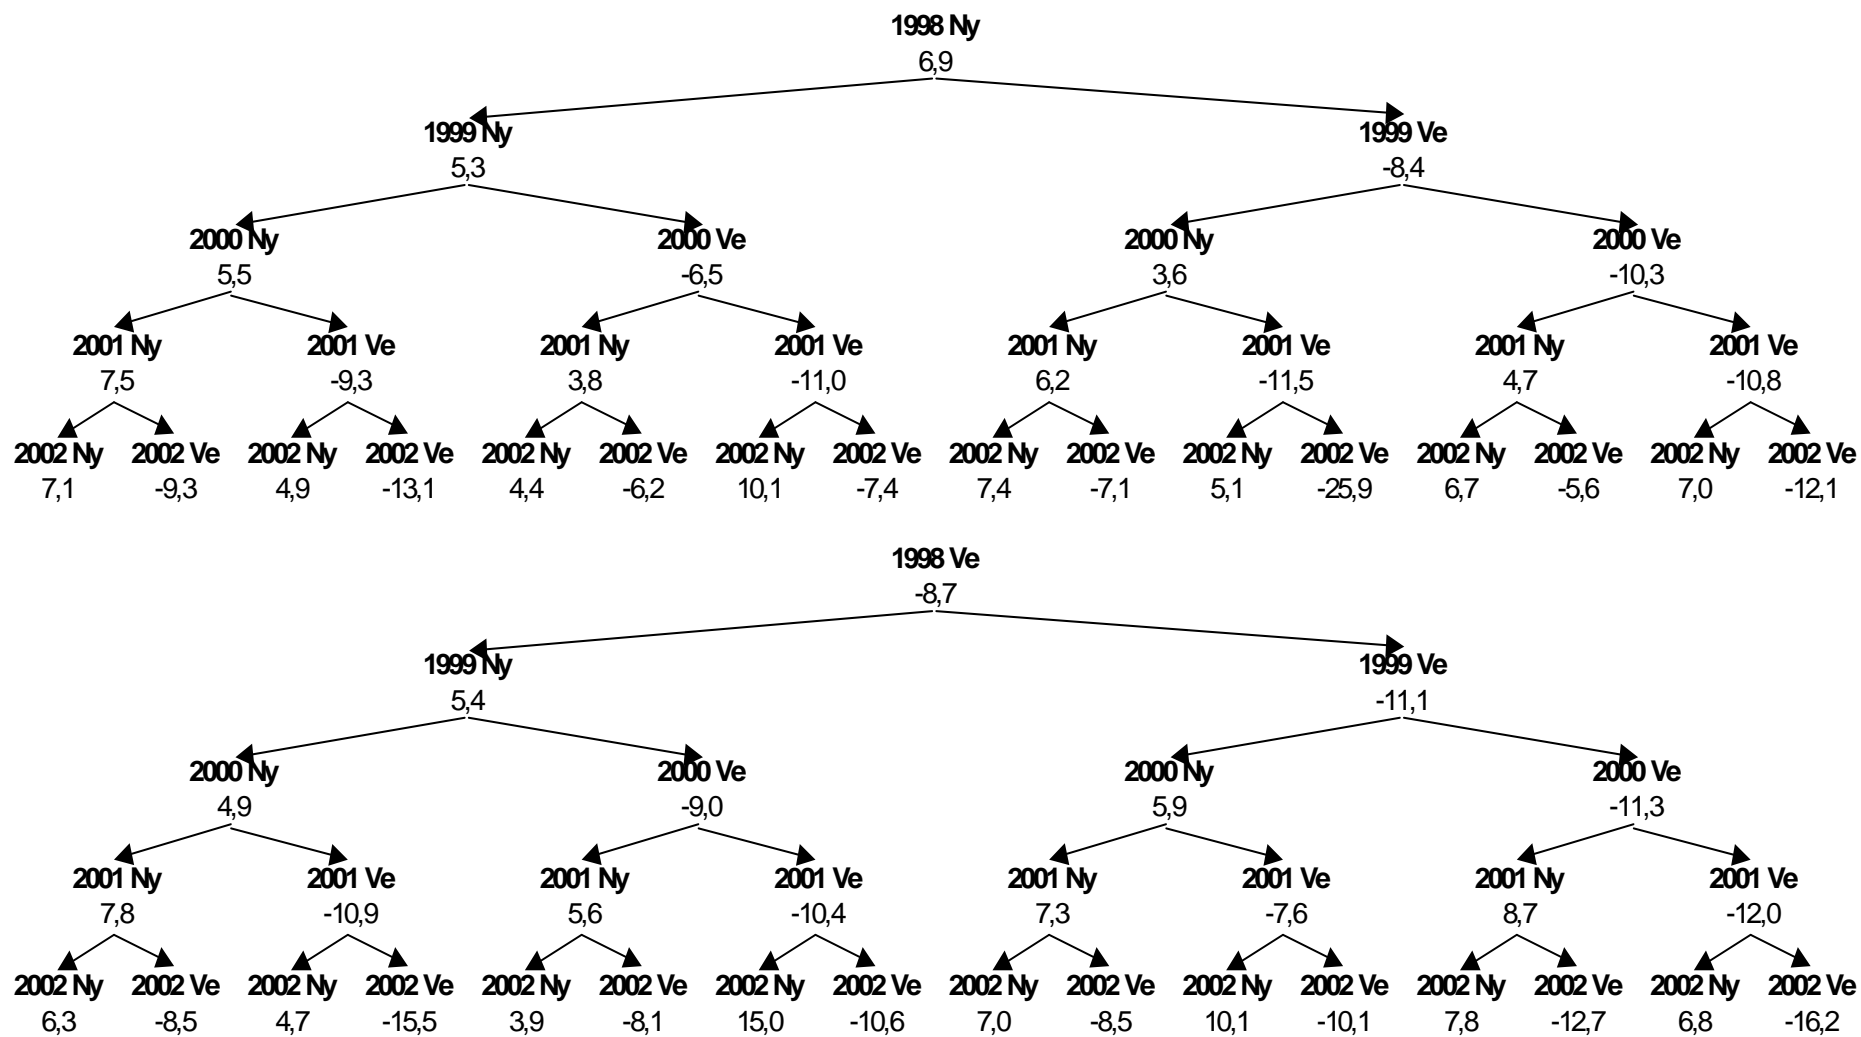 1998 Ny
6,9
1999 Ny 1999 Ve
5,3 -8,4
2000 Ny 2000 Ve 2000 Ny 2000 Ve
5,5 -6,5 3,6 -10,3
2001 Ny 2001 Ve 2001 Ny 2001 Ve 2001 Ny 2001 Ve 2001 Ny 2001 Ve
7,5 -9,3 3,8 -11,0 6,2 -11,5 4,7 -10,8
2002 Ny 2002 Ve 2002 Ny 2002 Ve 2002 Ny 2002 Ve 2002 Ny 2002 Ve 2002 Ny 2002 Ve 2002 Ny 2002 Ve 2002 Ny 2002 Ve 2002 Ny 2002 Ve
7,1 -9,3 4,9 -13,1 4,4 -6,2 10,1 -7,4 7,4 -7,1 5,1 -25,9 6,7 -5,6 7,0 -12,1
1998 Ve
-8,7
1999 Ny 1999 Ve
5,4 -11,1
2000 Ny 2000 Ve 2000 Ny 2000 Ve
4,9 -9,0 5,9 -11,3
2001 Ny 2001 Ve 2001 Ny 2001 Ve 2001 Ny 2001 Ve 2001 Ny 2001 Ve
7,8 -10,9 5,6 -10,4 7,3 -7,6 8,7 -12,0
2002 Ny 2002 Ve 2002 Ny 2002 Ve 2002 Ny 2002 Ve 2002 Ny 2002 Ve 2002 Ny 2002 Ve 2002 Ny 2002 Ve 2002 Ny 2002 Ve 2002 Ny 2002 Ve
6,3 -8,5 4,7 -15,5 3,9 -8,1 15,0 -10,6 7,0 -8,5 10,1 -10,1 7,8 -12,7 6,8 -16,2